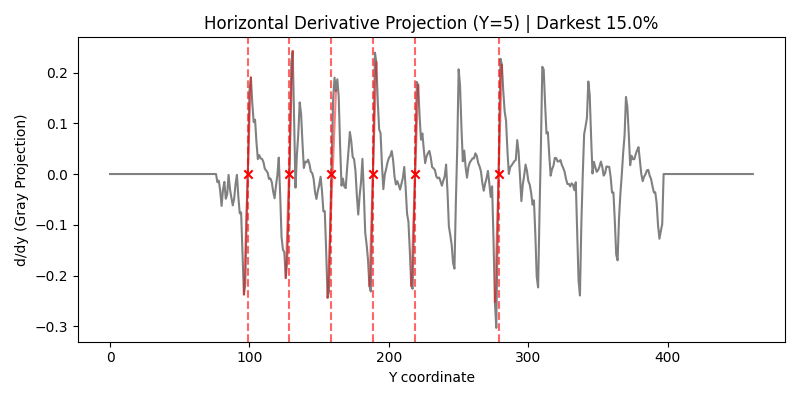 Horizontal Derivative Projection (Y=5) | Darkest 15.0%
0.2
0.1
0.0
−0.1
−0.2
−0.3
d/dy (Gray Projection)
0 100 200 300 400
Y coordinate